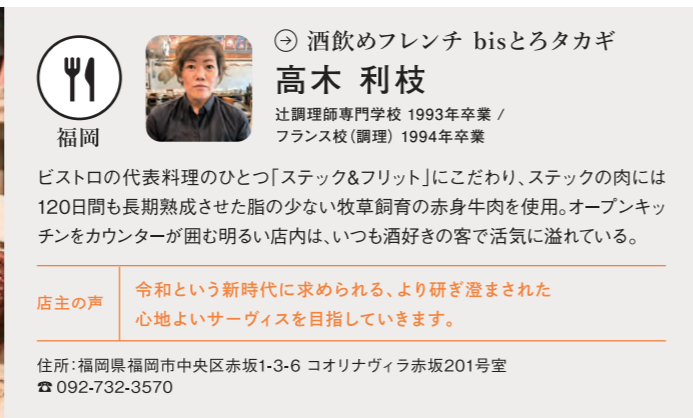 福岡
酒飲めフレンチ bisとろタカギ
高木 利枝
辻調理師専門学校 1993年卒業 /
フランス校(調理) 1994年卒業
ビストロの代表料理のひとつ「ステック&フリット」にこだわり、ステックの肉には
120日間も長期熟成させた脂の少ない牧草飼育の赤身牛肉を使用。オープンキッ
チンをカウンターが囲む明るい店内は、いつも酒好きの客で活気に溢れている。
店主の声
令和という新時代に求められる、より研ぎ澄まされた
心地よいサーヴィスを目指していきます。
住所:福岡県福岡市中央区赤坂1-3-6 コオリナヴィラ赤坂201号室
☎ 092-732-3570